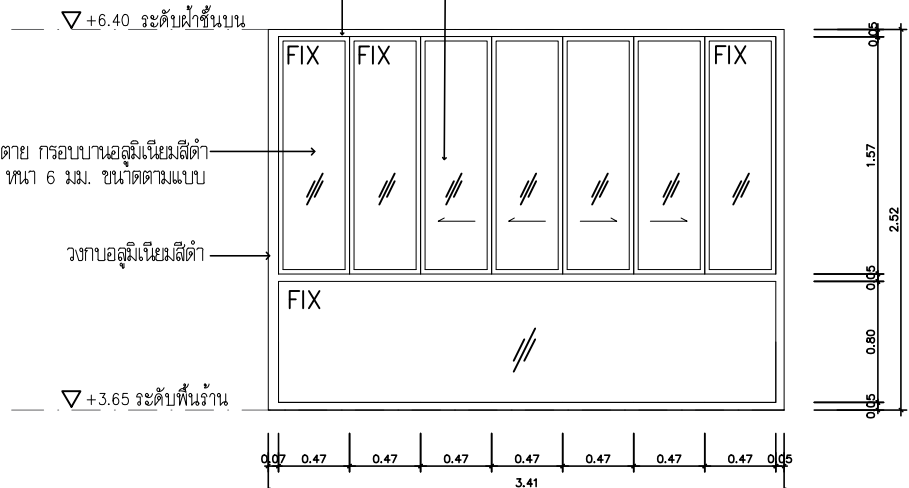 +6.40 ระดับฝ้าชั้นบน
FIX FIX FIX
ตาย กรอบบานอลูมิเนียมสีดำ
หนา 6 มม. ขนาดตามแบบ
วงกบอลูมิเนียมสีดำ
FIX
+3.65 ระดับพื้นร้าน
0.05
1.57
2.52
0.05
0.80
0.05
0.07 0.47 0.47 0.47 0.47 0.47 0.47 0.47 0.05
3.41